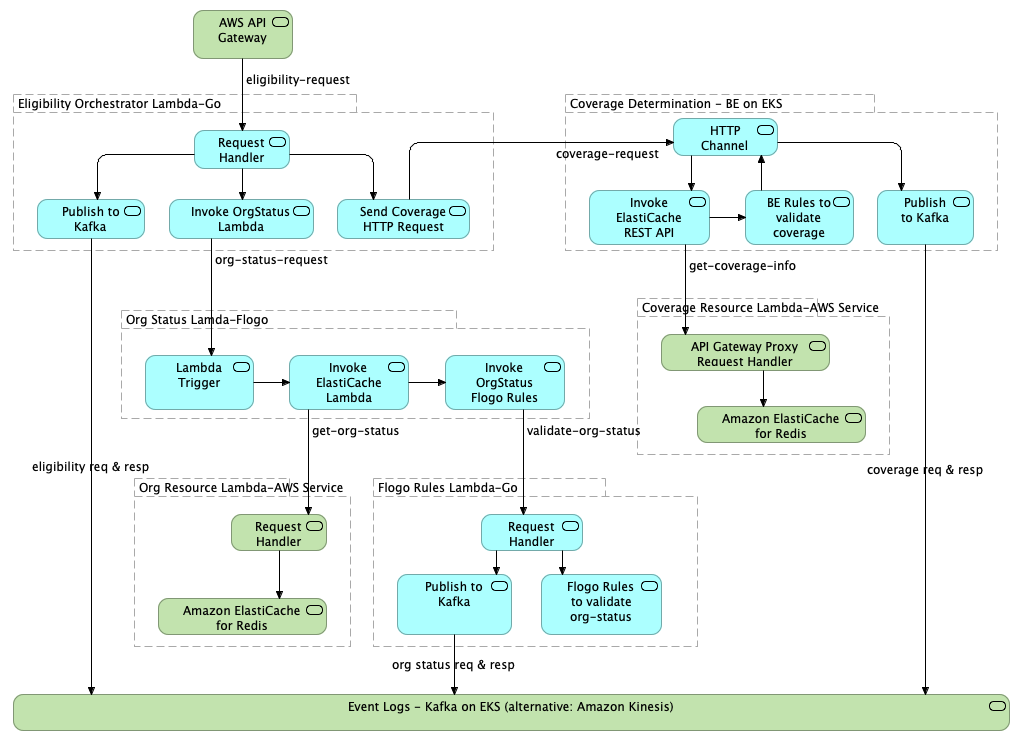 AWS API
Gateway
eligibility-request
Eligibility Orchestrator Lambda-Go
Request
Handler
Publish to
Kafka
Invoke OrgStatus
Lambda
Send Coverage
HTTP Request
coverage-request
Coverage Determination - BE on EKS
HTTP
Channel
Invoke
ElastiCache
REST API
BE Rules to
validate
coverage
Publish
to Kafka
org-status-request
get-coverage-info
Org Status Lamda-Flogo
Lambda
Trigger
Invoke
ElastiCache
Lambda
Invoke
OrgStatus
Flogo Rules
Coverage Resource Lambda-AWS Service
API Gateway Proxy
Request Handler
Amazon ElastiCache
for Redis
get-org-status
validate-org-status
eligibility req & resp
coverage req & resp
Org Resource Lambda-AWS Service
Request
Handler
Amazon ElastiCache
for Redis
Flogo Rules Lambda-Go
Request
Handler
Publish to
Kafka
Flogo Rules
to validate
org-status
org status req & resp
Event Logs - Kafka on EKS (alternative: Amazon Kinesis)